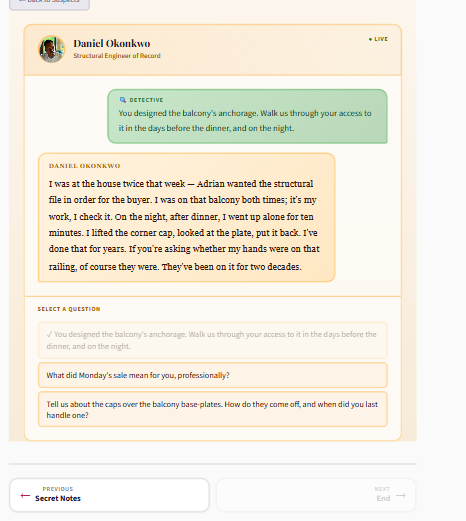 ← Back to Suspects
Daniel Okonkwo
Structural Engineer of Record
• LIVE
DETECTIVE
You designed the balcony's anchorage. Walk us through your access to
it in the days before the dinner, and on the night.
DANIEL OKONKWO
I was at the house twice that week — Adrian wanted the structural
file in order for the buyer. I was on that balcony both times; it's my
work, I check it. On the night, after dinner, I went up alone for ten
minutes. I lifted the corner cap, looked at the plate, put it back. I've
done that for years. If you're asking whether my hands were on that
railing, of course they were. They've been on it for two decades.
SELECT A QUESTION
✓ You designed the balcony's anchorage. Walk us through your access to it in the days before the
dinner, and on the night.
What did Monday's sale mean for you, professionally?
Tell us about the caps over the balcony base-plates. How do they come off, and when did you last
handle one?
PREVIOUS
← Secret Notes
NEXT
End →